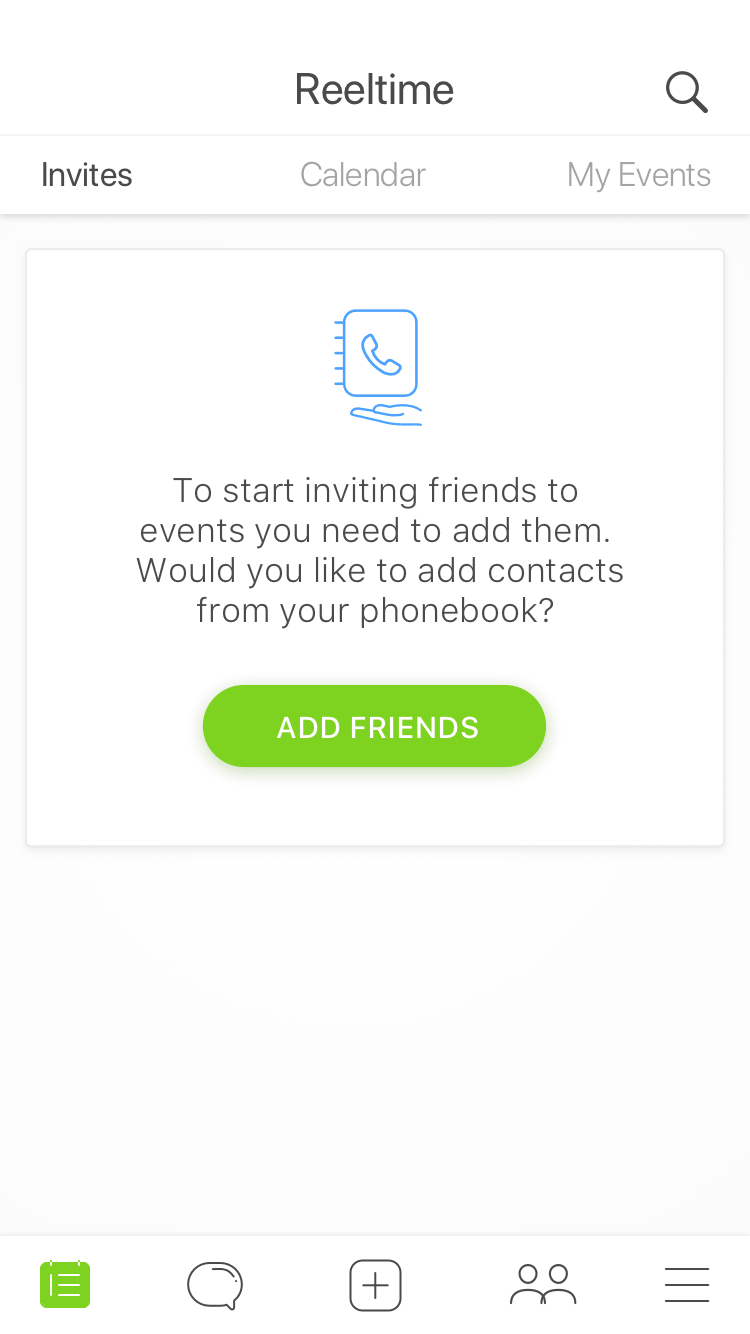 Reeltime
Invites
Calendar
My Events
To start inviting friends to
events you need to add them.
Would you like to add contacts
from your phonebook?
ADD FRIENDS